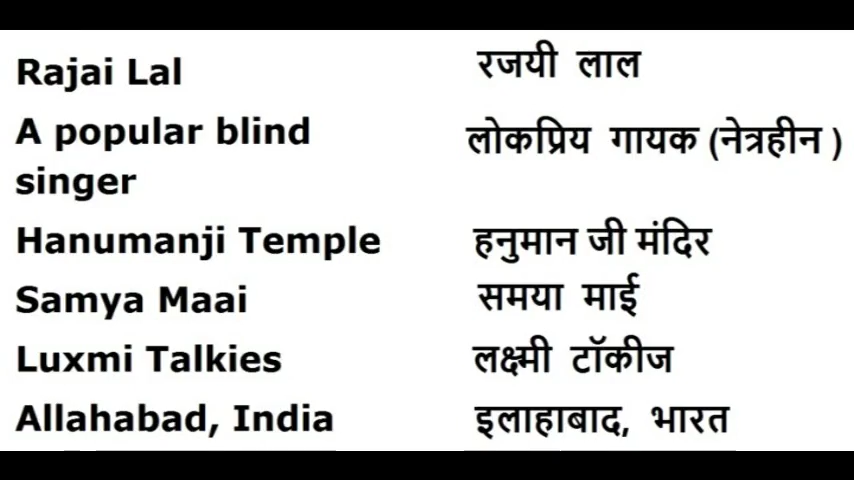 Rajai Lal रजयी लाल
A popular blind लोकप्रिय गायक (नेत्रहीन )
singer
Hanumanji Temple हनुमान जी मंदिर
Samya Maai समया माई
Luxmi Talkies लक्ष्मी टॉकीज
Allahabad, India इलाहाबाद, भारत